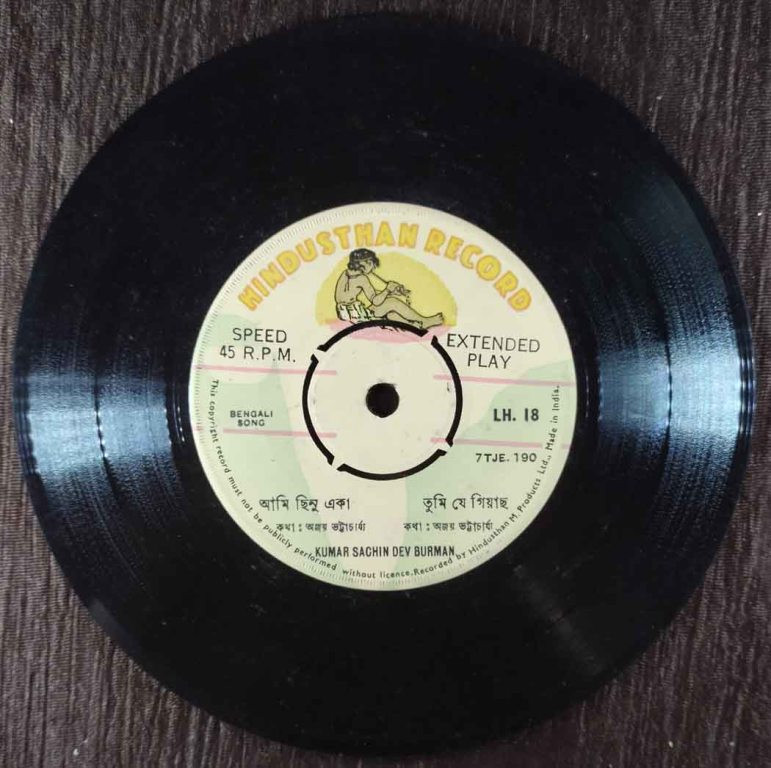 HINDUSTHAN RECORD
SPEED
45 R.P.M.
EXTENDED
PLAY
BENGALI
SONG
LH. 18
7TJE. 190
আমি ছিনু একা
তুমি যে গিয়াছ
কথা : অজয় ভট্টাচার্য্য
কথা : অজয় ভট্টাচার্য্য
KUMAR SACHIN DEV BURMAN
This copyright record must not be publicly performed without licence. Recorded by Hindusthan M. Products Ltd., Made in India.